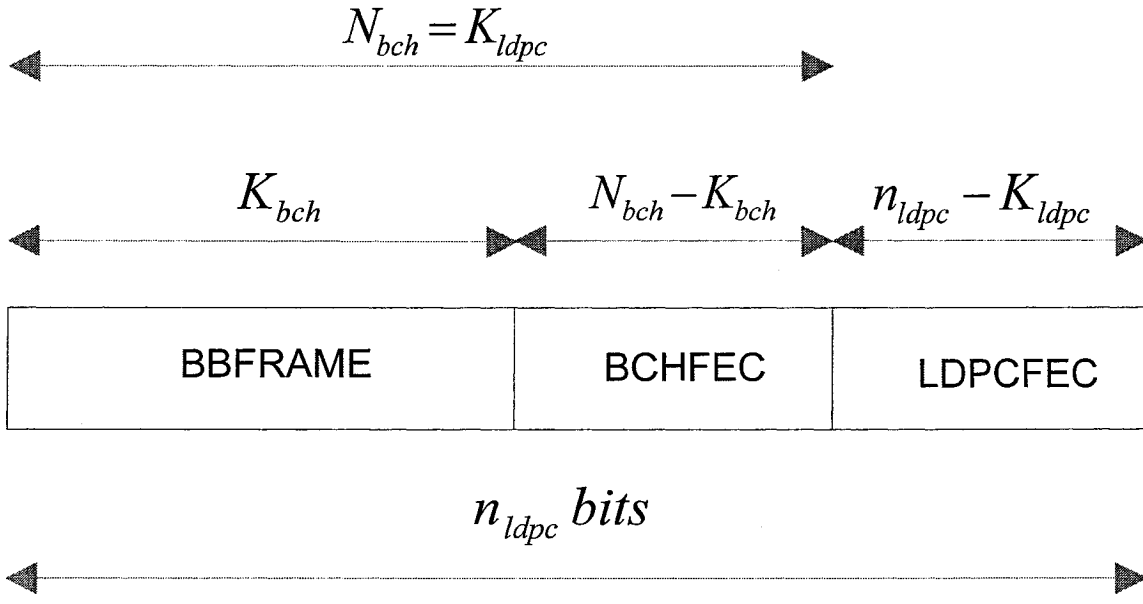 N_bch = K_ldpc
K_bch N_bch − K_bch n_ldpc − K_ldpc
BBFRAME BCHFEC LDPCFEC
n_ldpc bits